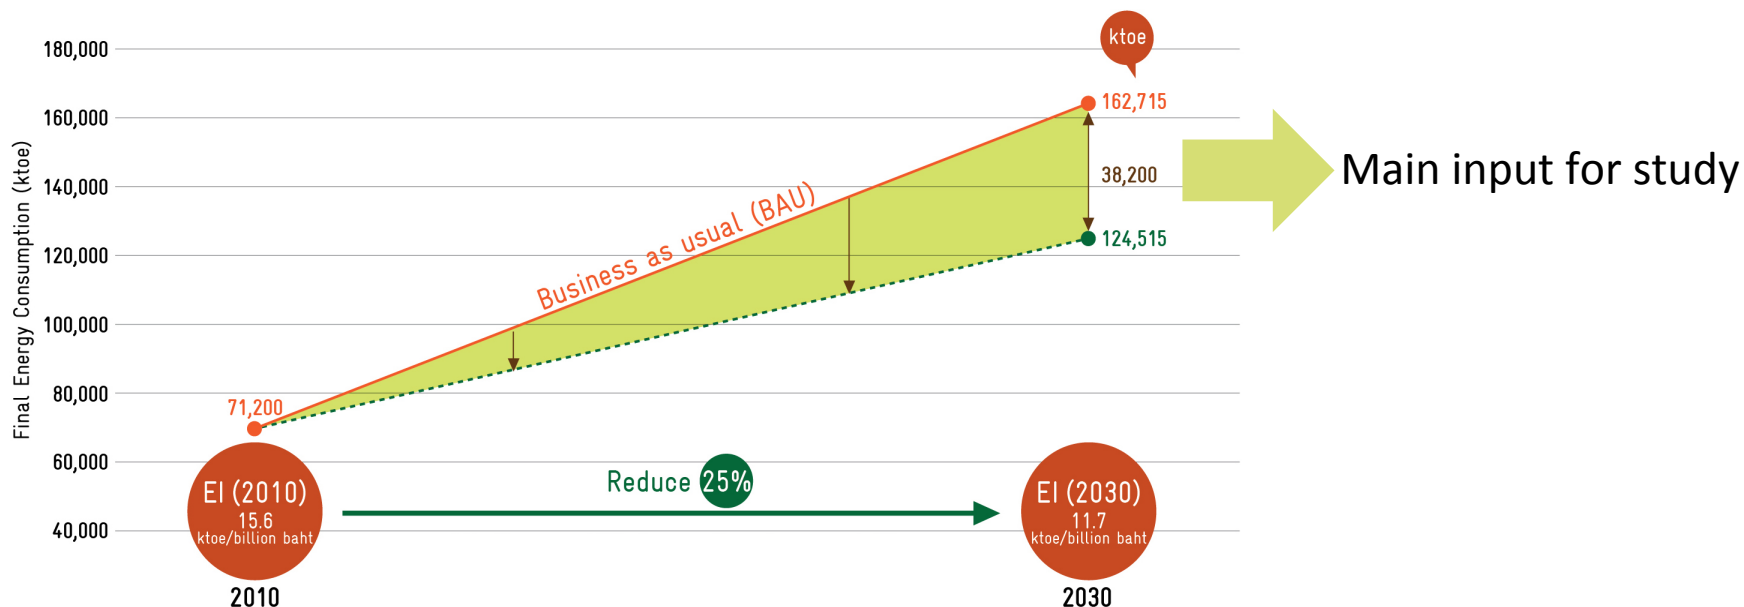 ktoe
180,000
160,000
140,000
120,000
100,000
80,000
60,000
40,000
Final Energy Consumption (ktoe)
162,715
38,200
124,515
Main input for study
Business as usual (BAU)
71,200
Reduce 25%
EI (2010)
15.6
ktoe/billion baht
EI (2030)
11.7
ktoe/billion baht
2010
2030